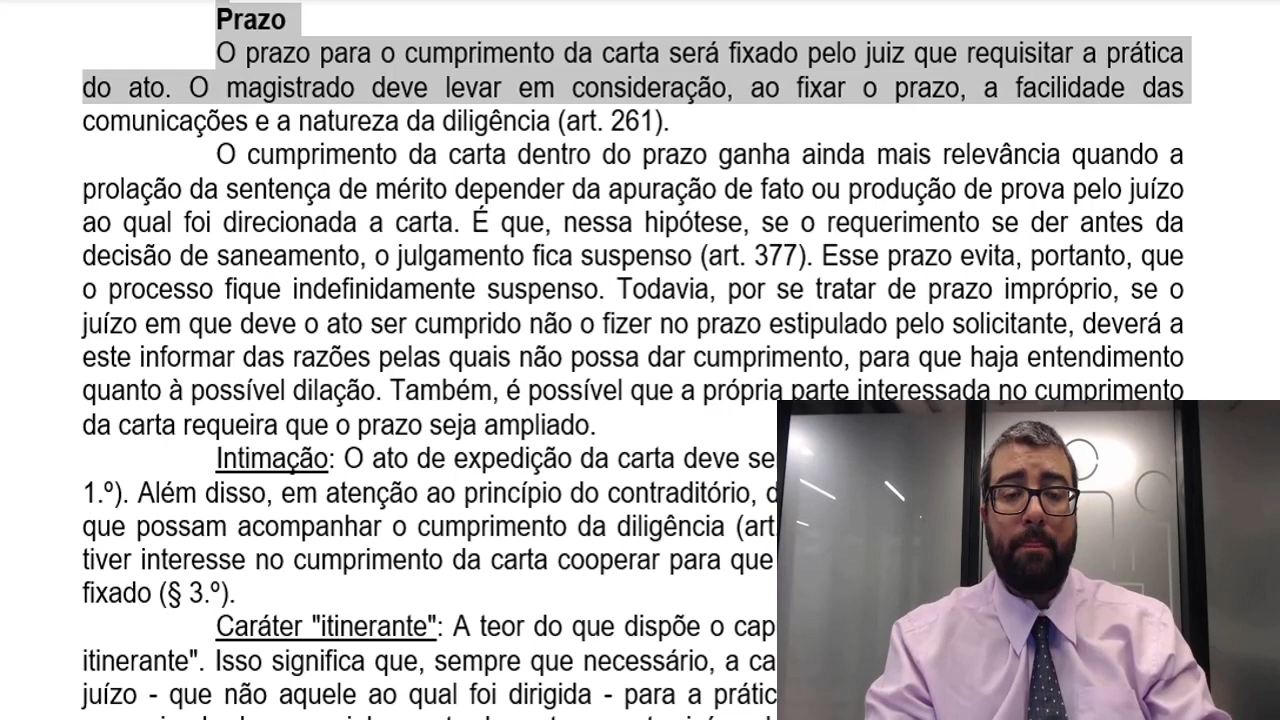 Prazo
O prazo para o cumprimento da carta será fixado pelo juiz que requisitar a prática
do ato. O magistrado deve levar em consideração, ao fixar o prazo, a facilidade das
comunicações e a natureza da diligência (art. 261).
O cumprimento da carta dentro do prazo ganha ainda mais relevância quando a
prolação da sentença de mérito depender da apuração de fato ou produção de prova pelo juízo
ao qual foi direcionada a carta. É que, nessa hipótese, se o requerimento se der antes da
decisão de saneamento, o julgamento fica suspenso (art. 377). Esse prazo evita, portanto, que
o processo fique indefinidamente suspenso. Todavia, por se tratar de prazo impróprio, se o
juízo em que deve o ato ser cumprido não o fizer no prazo estipulado pelo solicitante, deverá a
este informar das razões pelas quais não possa dar cumprimento, para que haja entendimento
quanto à possível dilação. Também, é possível que a própria parte interessada no cumprimento
da carta requeira que o prazo seja ampliado.
Intimação: O ato de expedição da carta deve se
1.º). Além disso, em atenção ao princípio do contraditório,
que possam acompanhar o cumprimento da diligência (art.
tiver interesse no cumprimento da carta cooperar para que
fixado (§ 3.º).
Caráter "itinerante": A teor do que dispõe o cap
itinerante". Isso significa que, sempre que necessário, a ca
juízo - que não aquele ao qual foi dirigida - para a prátic